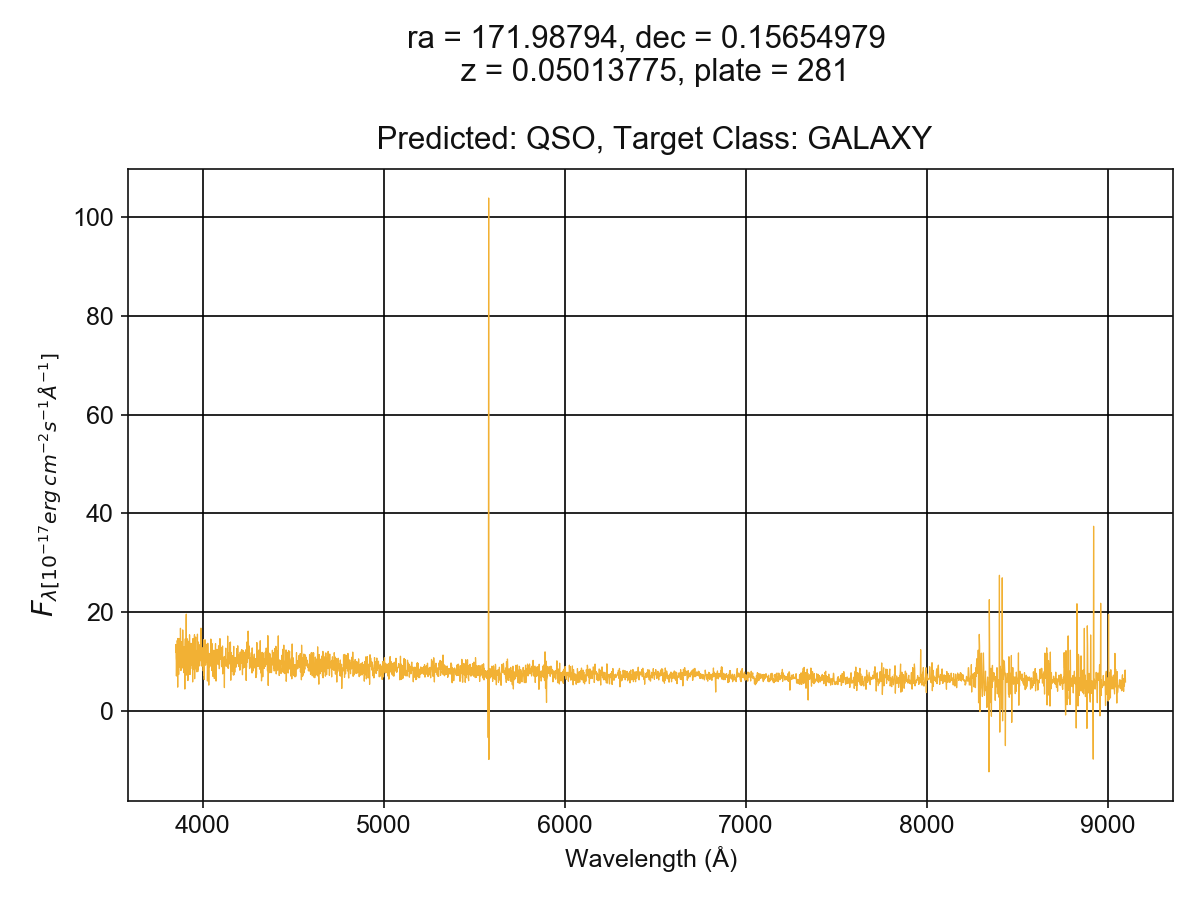 ra = 171.98794, dec = 0.15654979
z = 0.05013775, plate = 281
Predicted: QSO, Target Class: GALAXY
100
80
60
40
20
0
F_{λ[10^{-17}erg cm^{-2}s^{-1}Å^{-1}]}
4000 5000 6000 7000 8000 9000
Wavelength (Å)